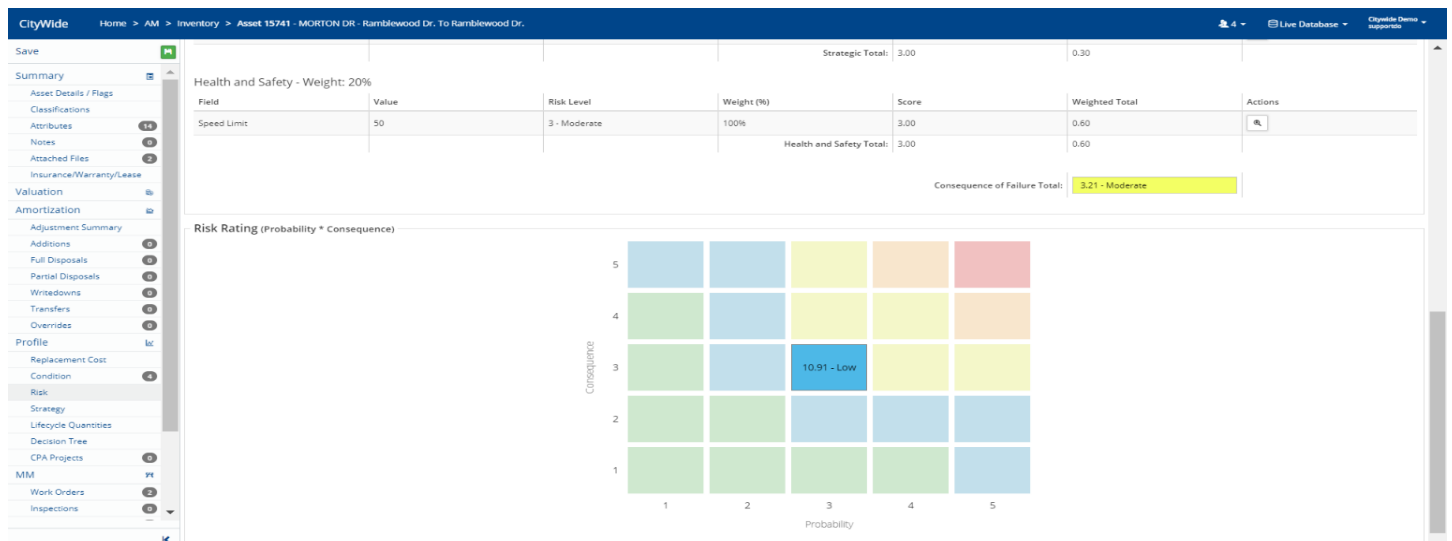 CityWide Home > AM > Inventory > Asset 15741 - MORTON DR - Ramblewood Dr. To Ramblewood Dr. 4 Live Database Citywide Demo
supportdo
Save
Summary
Asset Details / Flags
Classifications
Attributes 14
Notes 0
Attached Files 2
Insurance/Warranty/Lease
Valuation
Amortization
Adjustment Summary
Additions 0
Full Disposals 0
Partial Disposals 0
Writedowns 0
Transfers 0
Overrides 0
Profile
Replacement Cost
Condition 4
Risk
Strategy
Lifecycle Quantities
Decision Tree
CPA Projects 0
MM
Work Orders 2
Inspections 0
Strategic Total: 3.00 0.30
Health and Safety - Weight: 20%
Field Value Risk Level Weight (%) Score Weighted Total Actions
Speed Limit 50 3 - Moderate 100% 3.00 0.60
Health and Safety Total: 3.00 0.60
Consequence of Failure Total: 3.21 - Moderate
Risk Rating (Probability * Consequence)
5
4
Consequence
3 10.91 - Low
2
1
1 2 3 4 5
Probability